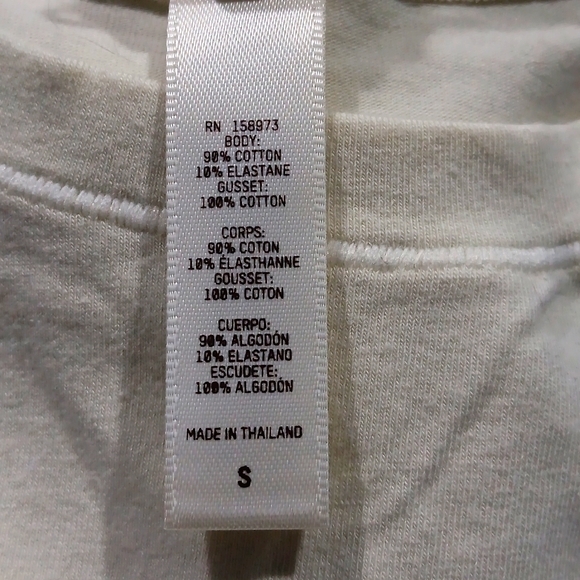 RN 158973
BODY:
90% COTTON
10% ELASTANE
GUSSET:
100% COTTON
CORPS:
90% COTON
10% ÉLASTHANNE
GOUSSET:
100% COTON
CUERPO:
90% ALGODÓN
10% ELASTANO
ESCUDETE:
100% ALGODÓN
MADE IN THAILAND
S